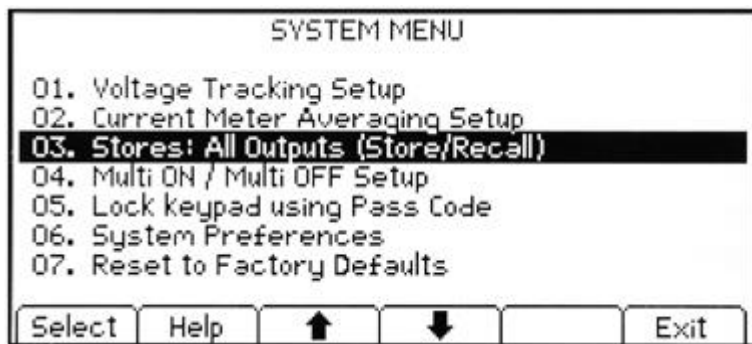 SYSTEM MENU
01. Voltage Tracking Setup
02. Current Meter Averaging Setup
03. Stores: All Outputs (Store/Recall)
04. Multi ON / Multi OFF Setup
05. Lock keypad using Pass Code
06. System Preferences
07. Reset to Factory Defaults
Select Help ↑ ↓ Exit